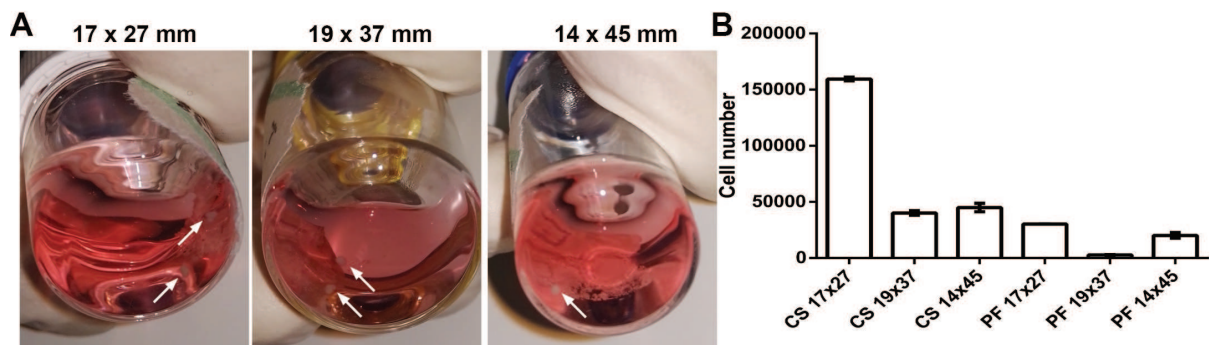 A
17 x 27 mm
19 x 37 mm
14 x 45 mm
B
Cell number
200000
150000
100000
50000
0
CS 17x27
CS 19x37
CS 14x45
PF 17x27
PF 19x37
PF 14x45